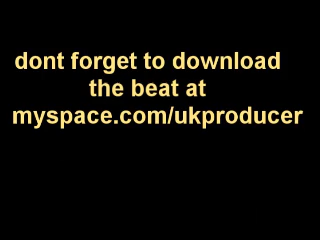 dont forget to download
the beat at
myspace.com/ukproducer